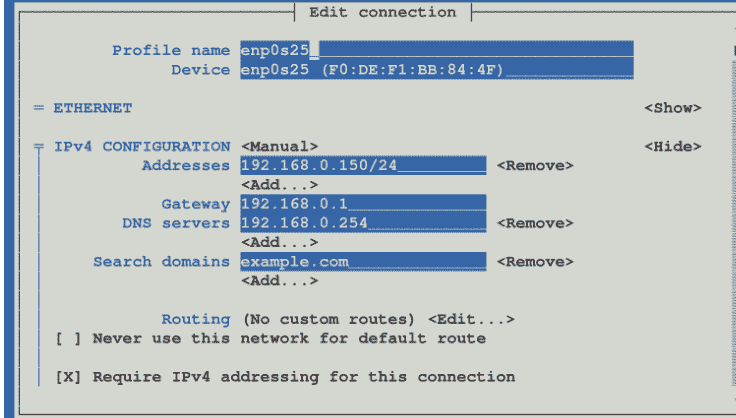 Edit connection
Profile name enp0s25_
Device enp0s25 (F0:DE:F1:BB:84:4F)
= ETHERNET <Show>
IPv4 CONFIGURATION <Manual> <Hide>
Addresses 192.168.0.150/24 <Remove>
<Add...>
Gateway 192.168.0.1
DNS servers 192.168.0.254 <Remove>
<Add...>
Search domains example.com <Remove>
<Add...>
Routing (No custom routes) <Edit...>
[ ] Never use this network for default route
[X] Require IPv4 addressing for this connection